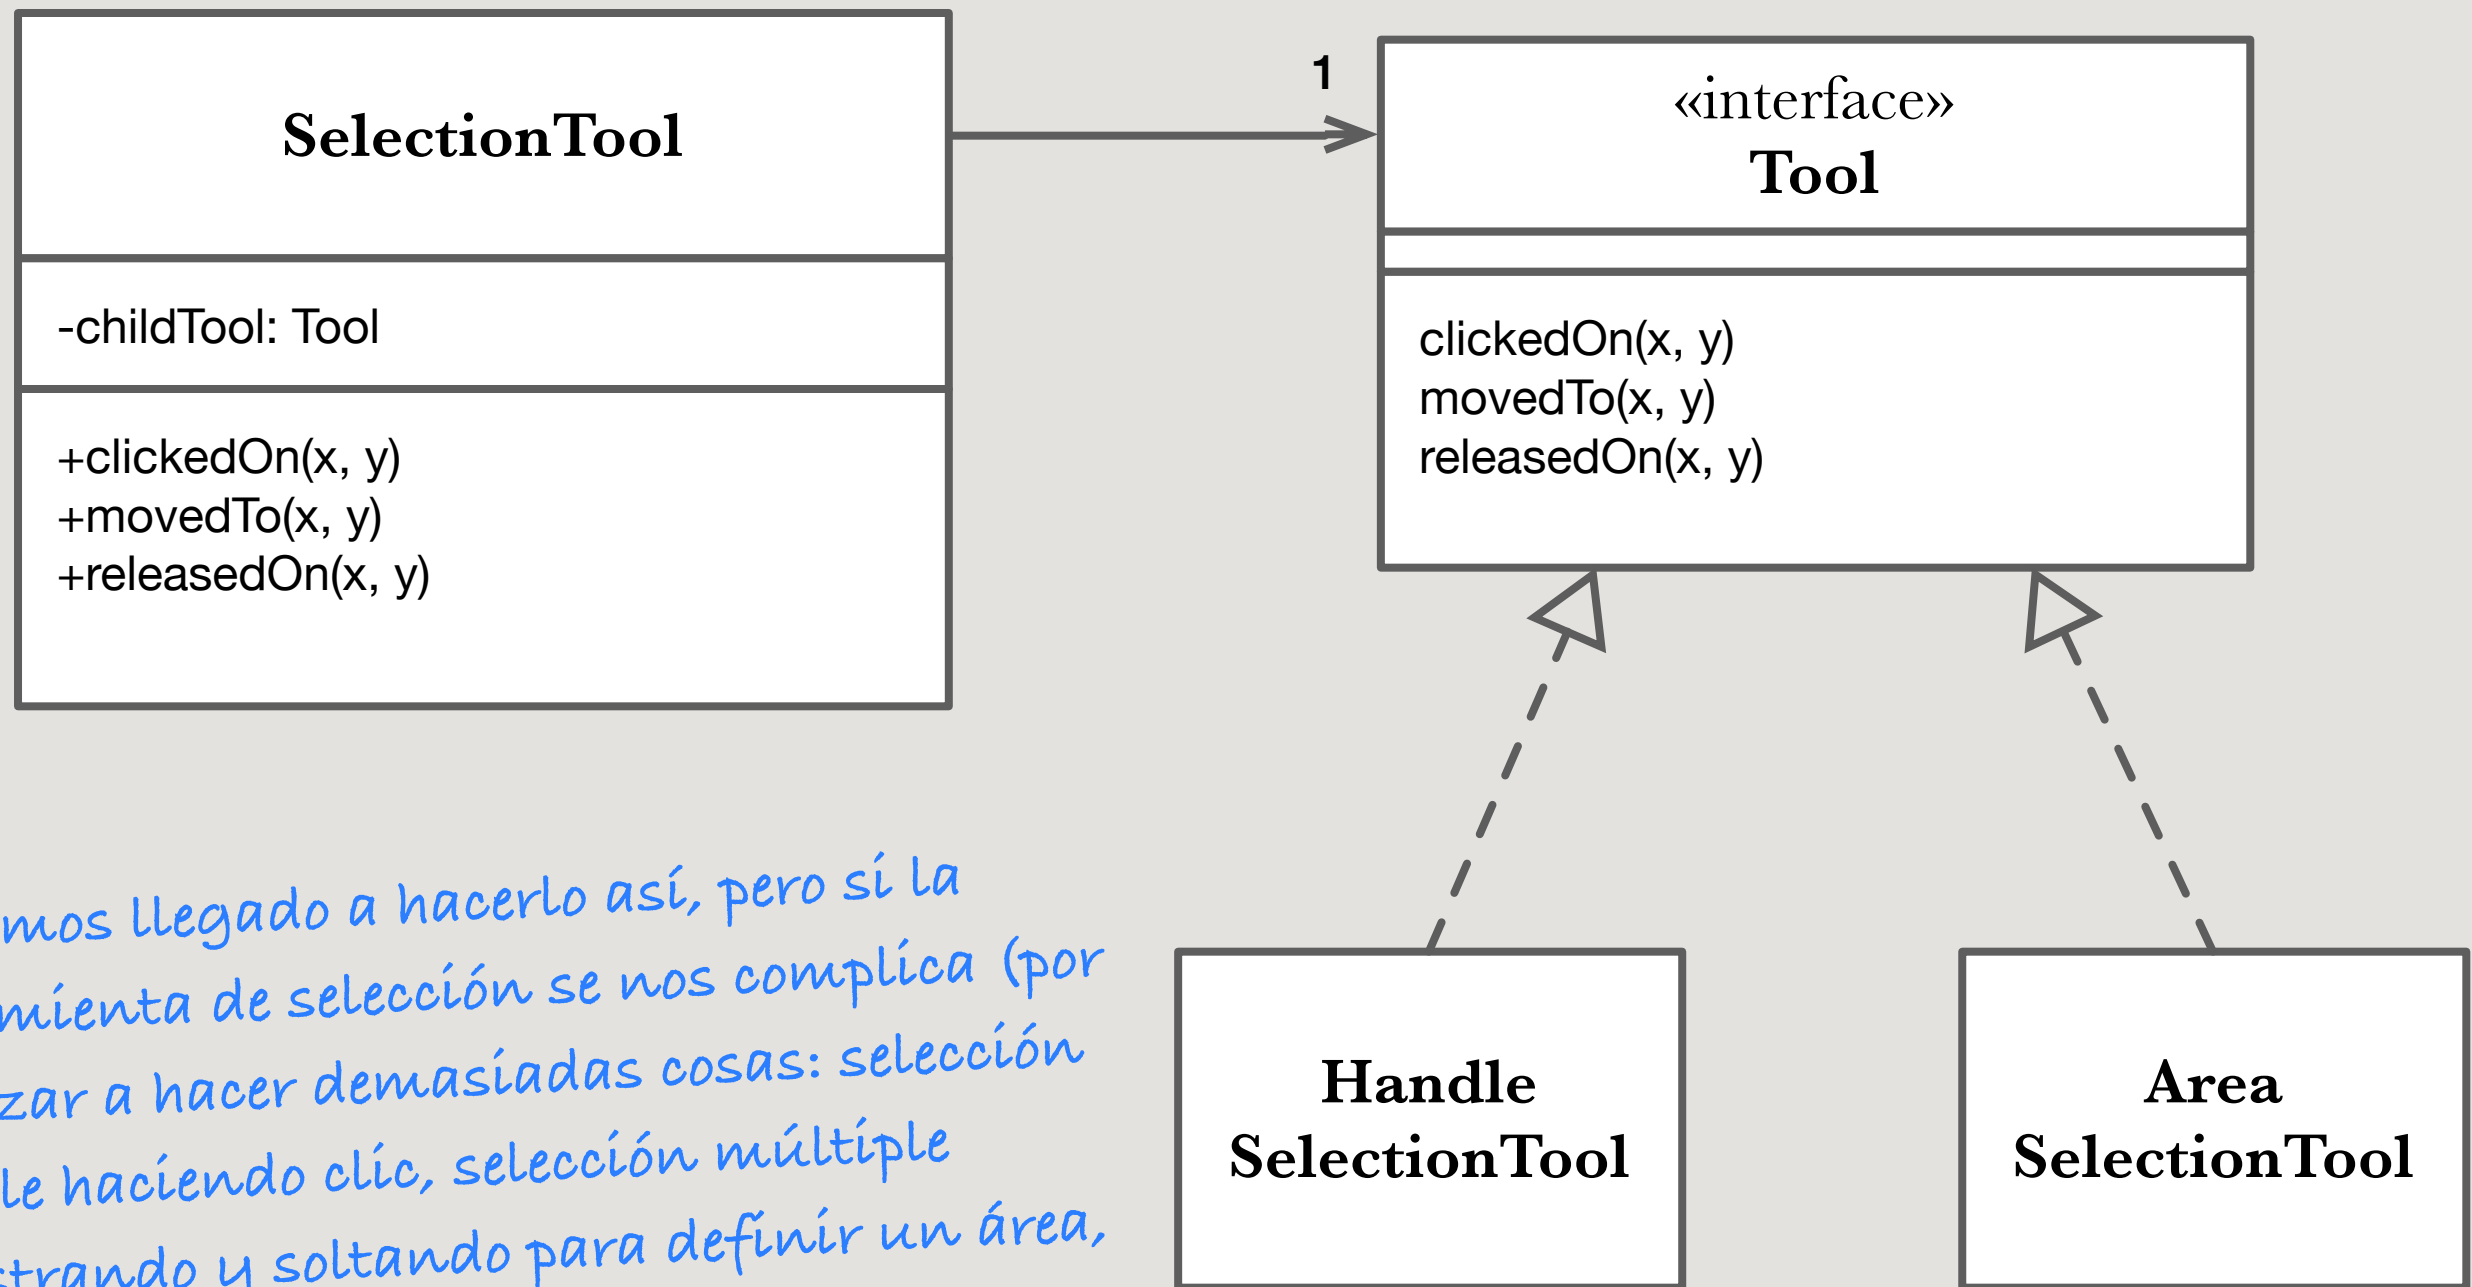 SelectionTool
-childTool: Tool
+clickedOn(x, y)
+movedTo(x, y)
+releasedOn(x, y)
1
«interface»
Tool
clickedOn(x, y)
movedTo(x, y)
releasedOn(x, y)
Handle
SelectionTool
Area
SelectionTool
mos llegado a hacerlo así, pero si la
mienta de selección se nos complica (por
zar a hacer demasiadas cosas: selección
le haciendo clic, selección múltiple
strando y soltando para definir un área,